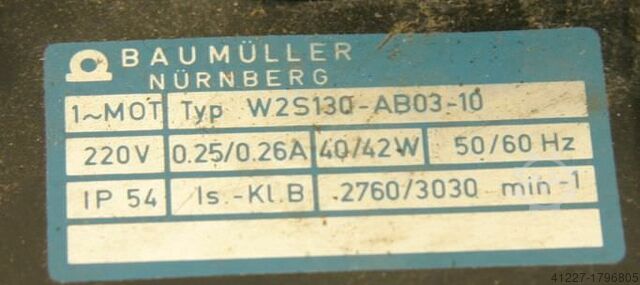 BAUMÜLLER
NÜRNBERG
1~MOT Typ W2S130-AB03-10
220V 0.25/0.26A 40/42W 50/60 Hz
IP 54 Is.-Kl.B 2760/3030 min-1
41227-1796805